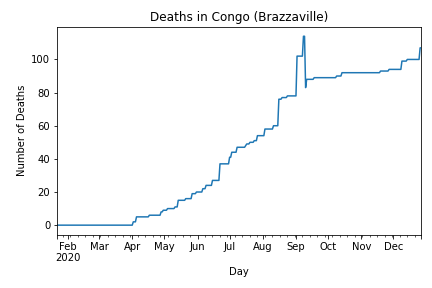 Deaths in Congo (Brazzaville)
Number of Deaths
100
80
60
40
20
0
Feb Mar Apr May Jun Jul Aug Sep Oct Nov Dec
2020
Day